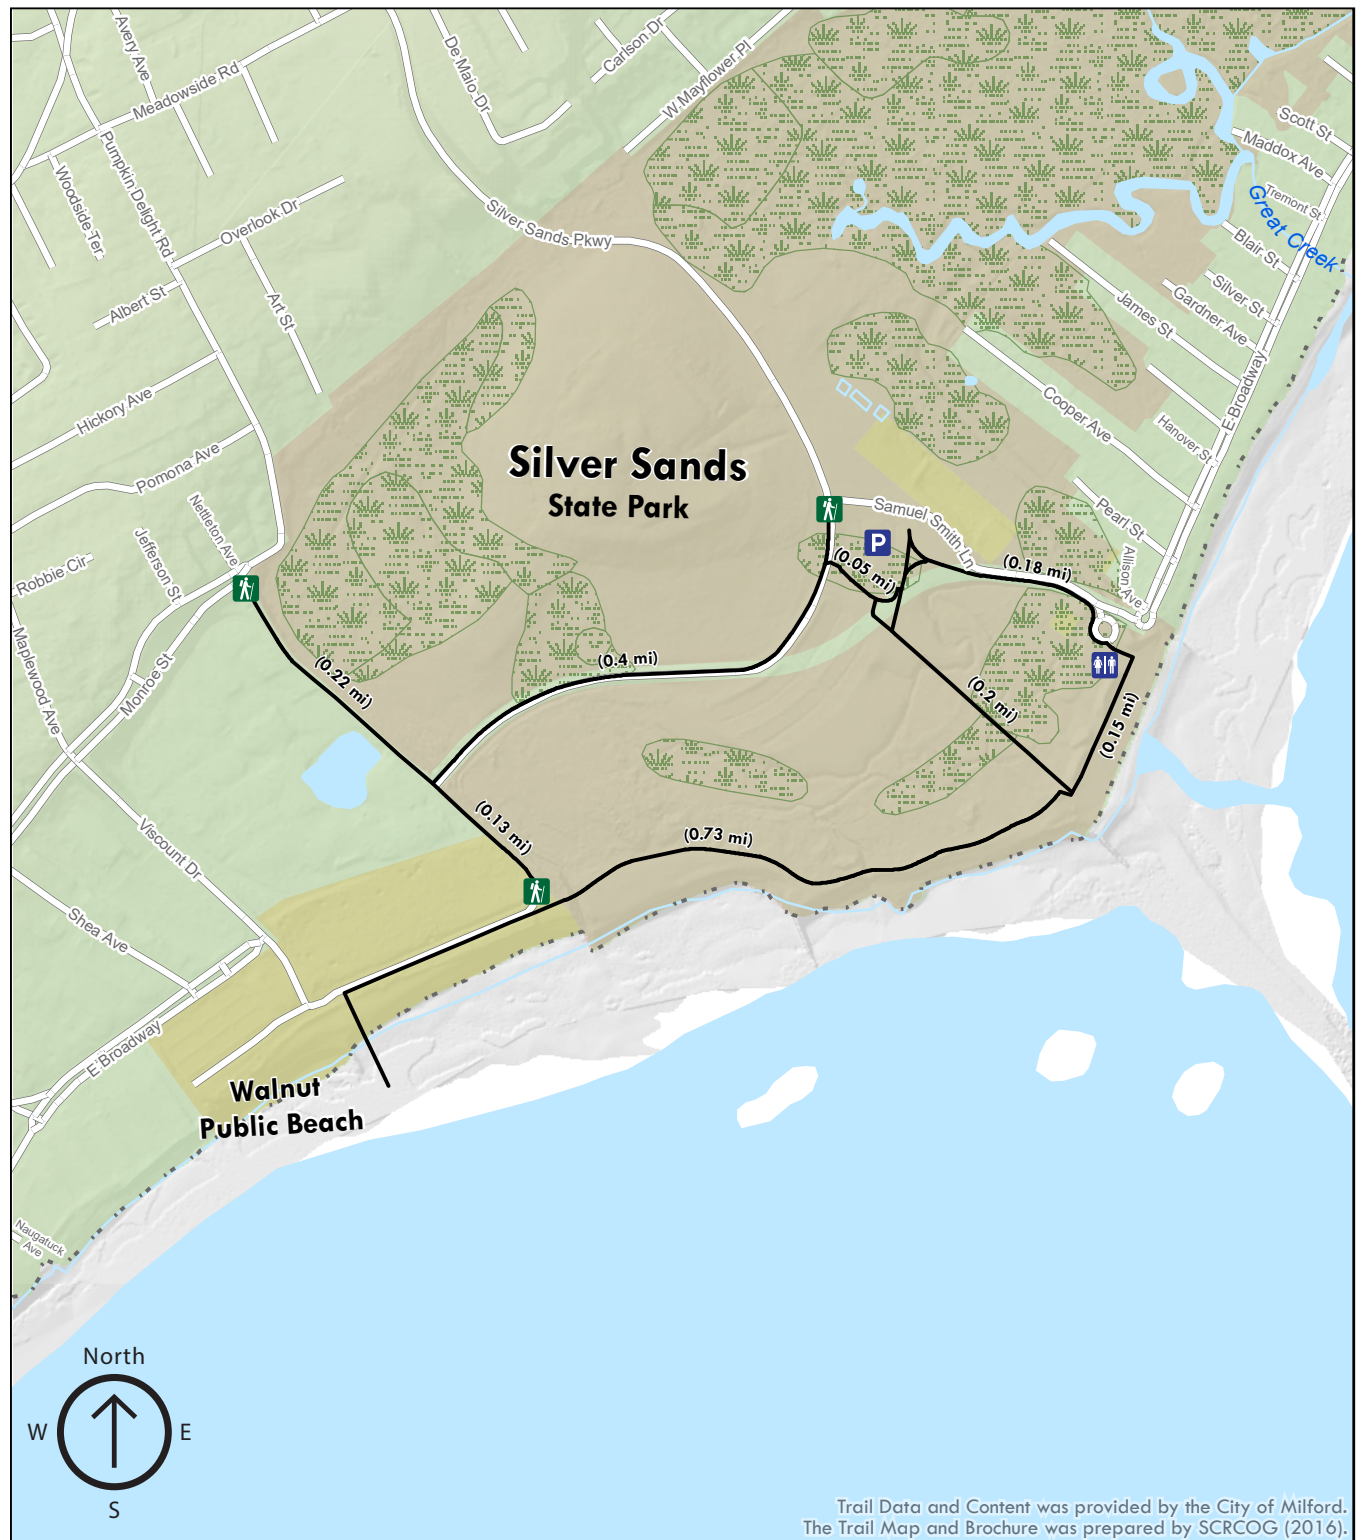 Avery Ave
De Maio Dr
Carlson Dr
W Mayflower Pl
Meadowside Rd
Scott St
Maddox Ave
Pumpkin Delight Rd
Woodside Ter
Tremont St
Great Creek
Overlook Dr
Silver Sands Pkwy
Blair St
Albert St
Art St
James St
Silver St
Gardner Ave
Hickory Ave
Cooper Ave
E Broadway
Hanover St
Silver Sands
State Park
Pomona Ave
Nettleton Ave
Samuel Smith Ln
Pearl St
Jefferson St
P
Allison Ave
Robbie Cir
(0.05 mi)
(0.18 mi)
Maplewood Ave
Monroe St
(0.22 mi)
(0.4 mi)
(0.2 mi)
(0.15 mi)
(0.13 mi)
(0.73 mi)
Viscount Dr
Shea Ave
E Broadway
Walnut
Public Beach
Naugatuck
Ave
North
W E
S
Trail Data and Content was provided by the City of Milford.
The Trail Map and Brochure was prepared by SCRCOG (2016).